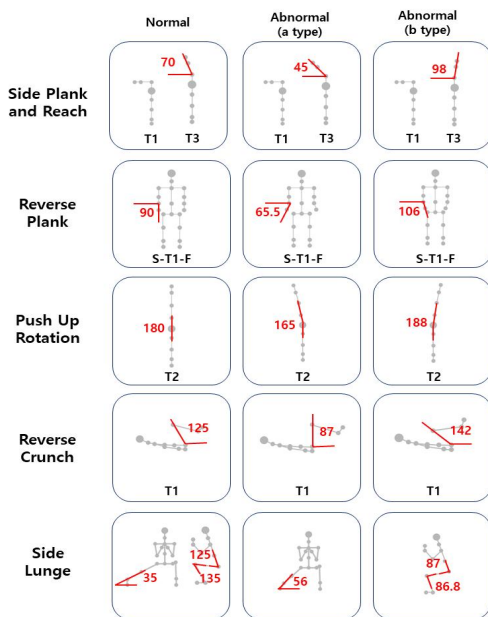 Normal
Abnormal
(a type)
Abnormal
(b type)
Side Plank
and Reach
70
T1 T3
45
T1 T3
98
T1 T3
Reverse
Plank
90
S-T1-F
65.5
S-T1-F
106
S-T1-F
Push Up
Rotation
180
T2
165
T2
188
T2
Reverse
Crunch
125
T1
87
T1
142
T1
Side
Lunge
35
125
135
56
87
86.8